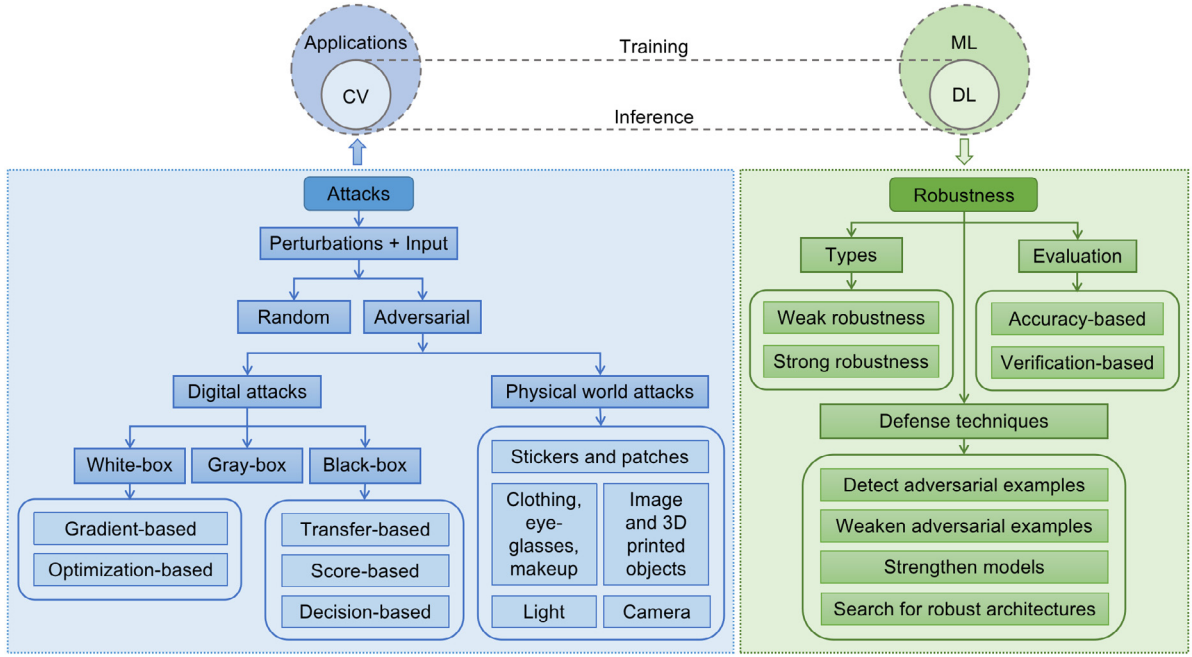 Applications
CV
Training
Inference
ML
DL
Attacks
Perturbations + Input
Random
Adversarial
Digital attacks
Physical world attacks
White-box
Gray-box
Black-box
Gradient-based
Optimization-based
Transfer-based
Score-based
Decision-based
Stickers and patches
Clothing,
eye-
glasses,
makeup
Image
and 3D
printed
objects
Light
Camera
Robustness
Types
Evaluation
Weak robustness
Strong robustness
Accuracy-based
Verification-based
Defense techniques
Detect adversarial examples
Weaken adversarial examples
Strengthen models
Search for robust architectures